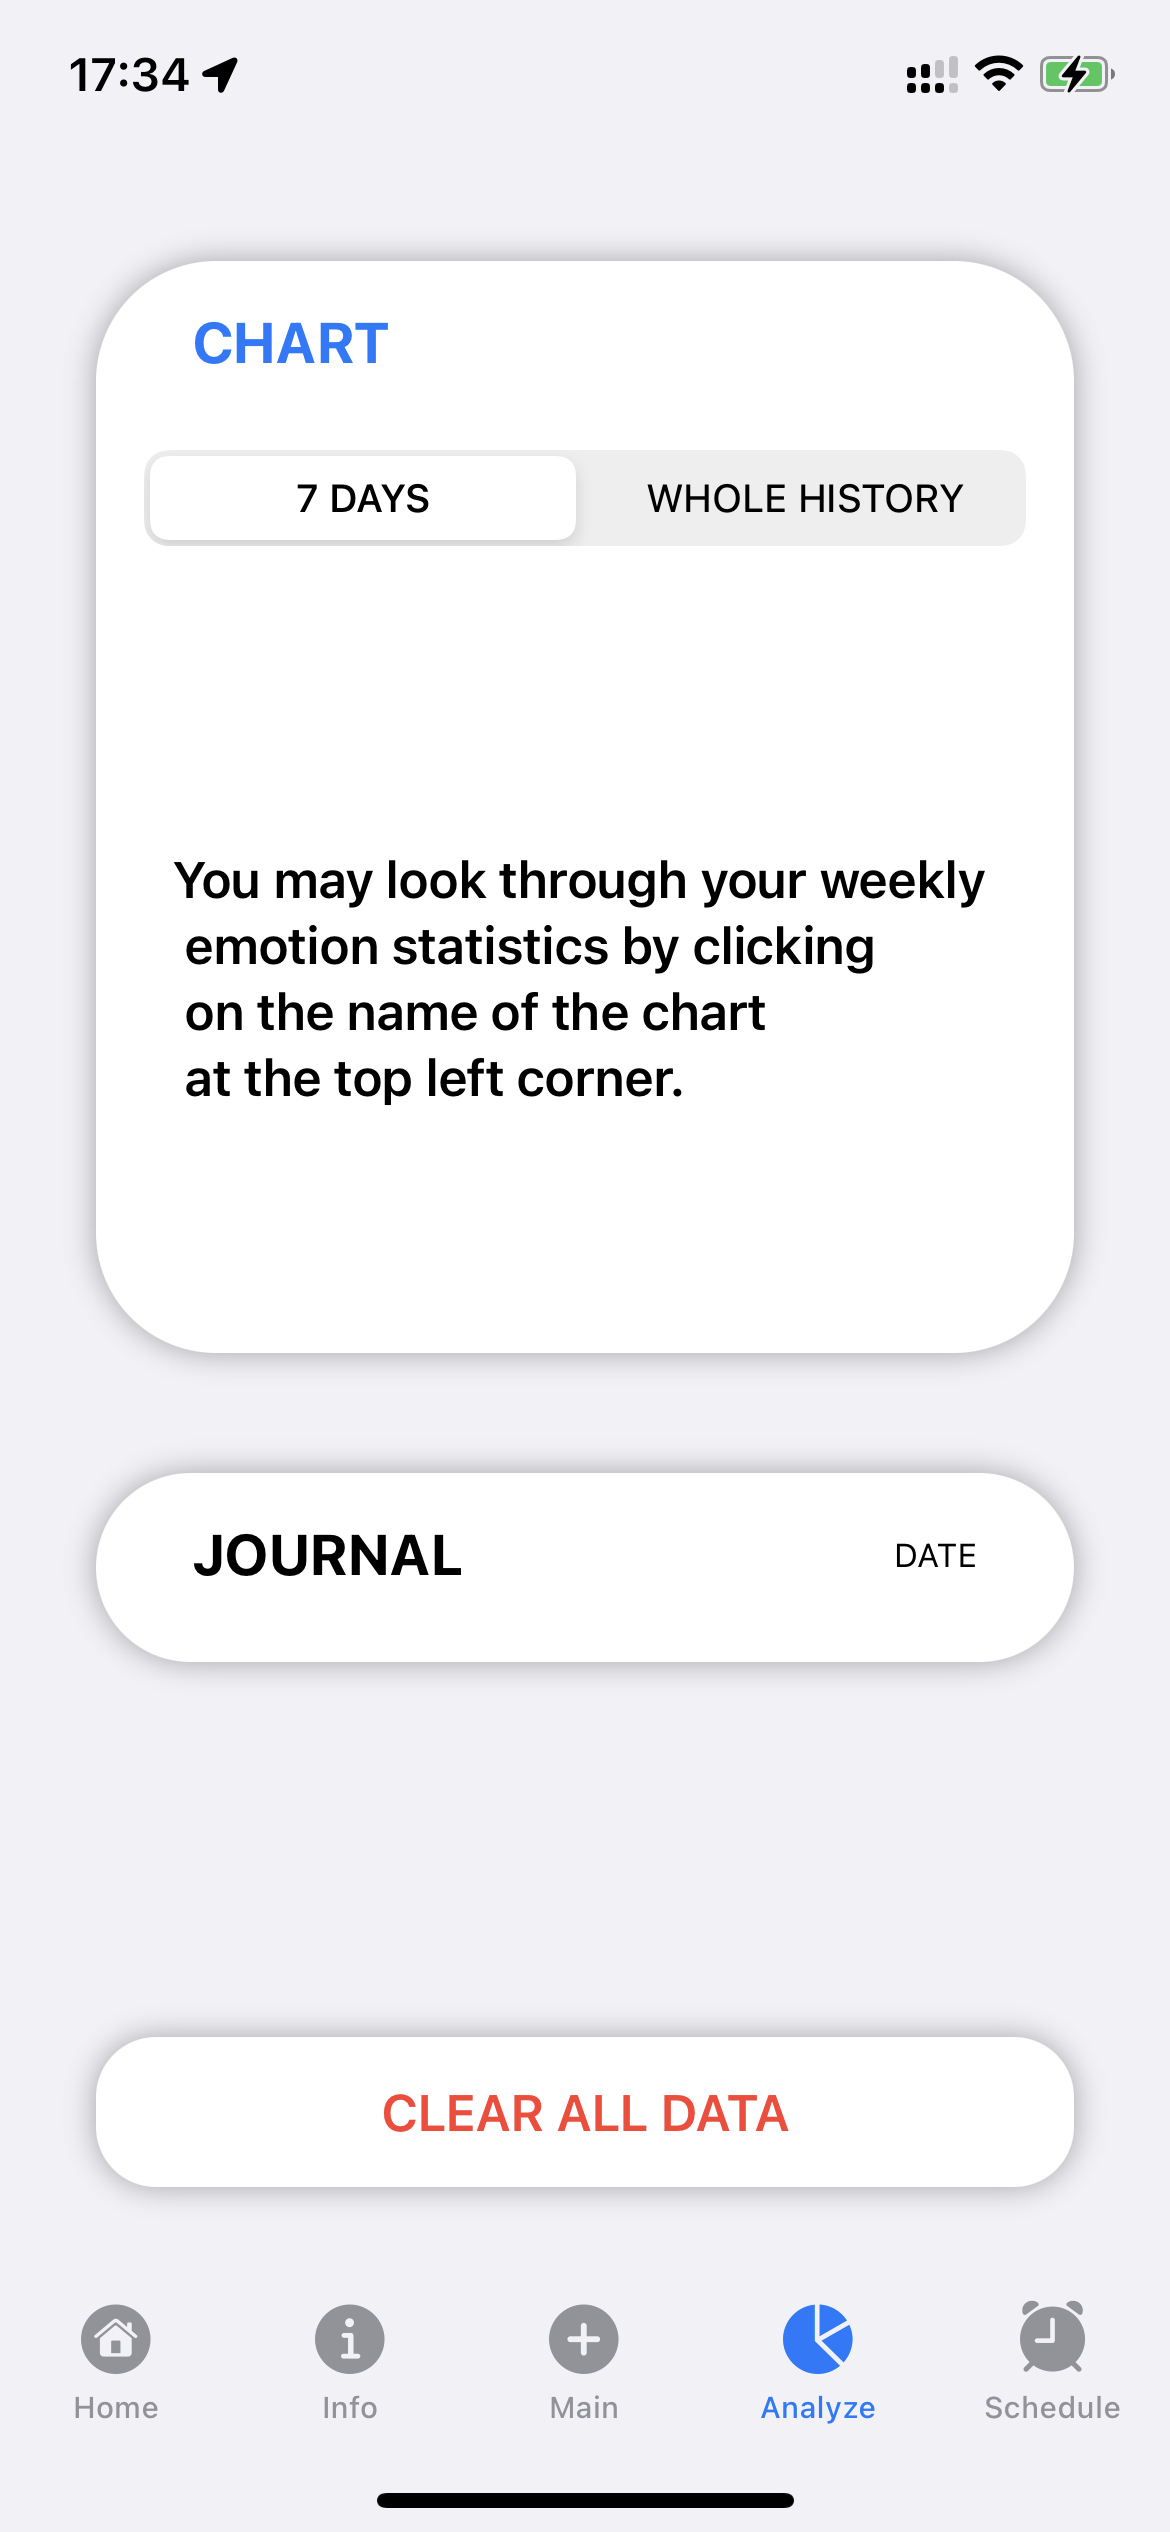 17:34
CHART
7 DAYS
WHOLE HISTORY
You may look through your weekly
emotion statistics by clicking
on the name of the chart
at the top left corner.
JOURNAL
DATE
CLEAR ALL DATA
Home
Info
Main
Analyze
Schedule